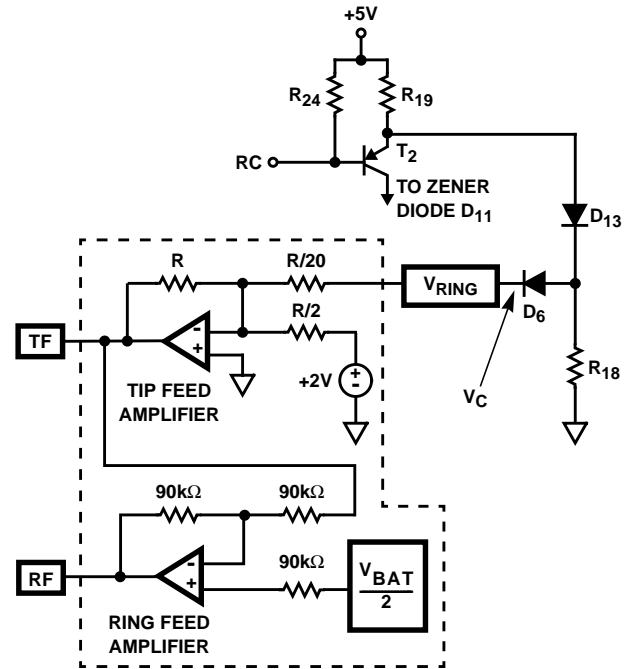 +5V
R24
R19
RC
T2
TO ZENER
DIODE D11
D13
R
R/20
VRING
D6
R/2
TF
-
+
TIP FEED
AMPLIFIER
+2V
+
-
VC
R18
90kΩ
90kΩ
RF
-
+
90kΩ
VBAT
2
RING FEED
AMPLIFIER